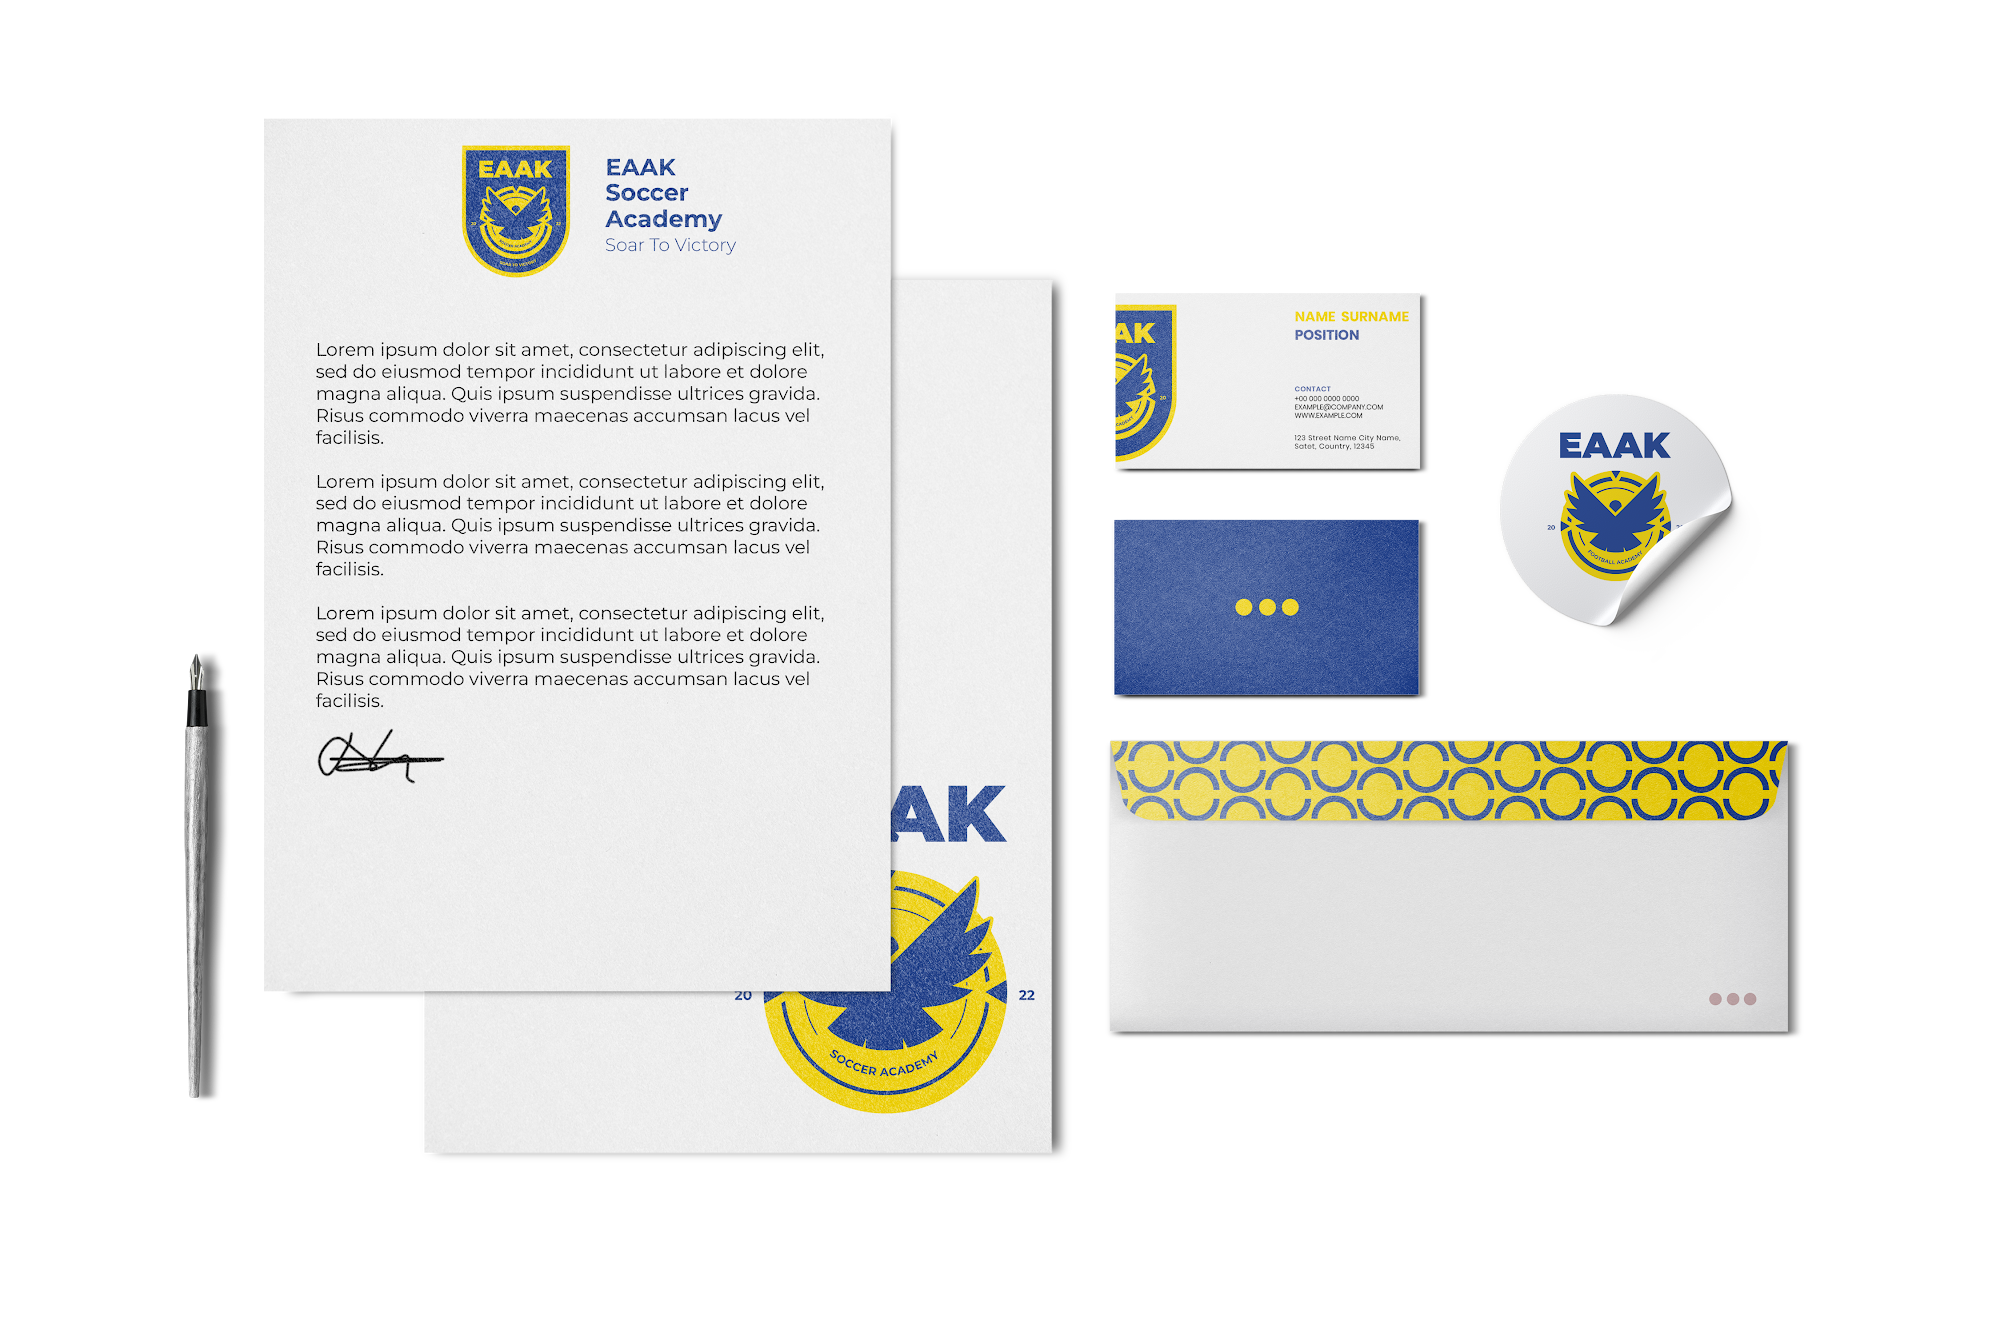 EAAK
SOCCER ACADEMY
SOAR TO VICTORY
EAAK
Soccer
Academy
Soar To Victory
Lorem ipsum dolor sit amet, consectetur adipiscing elit,
sed do eiusmod tempor incididunt ut labore et dolore
magna aliqua. Quis ipsum suspendisse ultrices gravida.
Risus commodo viverra maecenas accumsan lacus vel
facilisis.
Lorem ipsum dolor sit amet, consectetur adipiscing elit,
sed do eiusmod tempor incididunt ut labore et dolore
magna aliqua. Quis ipsum suspendisse ultrices gravida.
Risus commodo viverra maecenas accumsan lacus vel
facilisis.
Lorem ipsum dolor sit amet, consectetur adipiscing elit,
sed do eiusmod tempor incididunt ut labore et dolore
magna aliqua. Quis ipsum suspendisse ultrices gravida.
Risus commodo viverra maecenas accumsan lacus vel
facilisis.
AK
20 22
SOCCER ACADEMY
AK
20
NAME SURNAME
POSITION
CONTACT
+00 000 0000 0000
EXAMPLE@COMPANY.COM
WWW.EXAMPLE.COM
123 Street Name City Name,
Satet, Country, 12345
EAAK
20
FOOTBALL ACADEMY